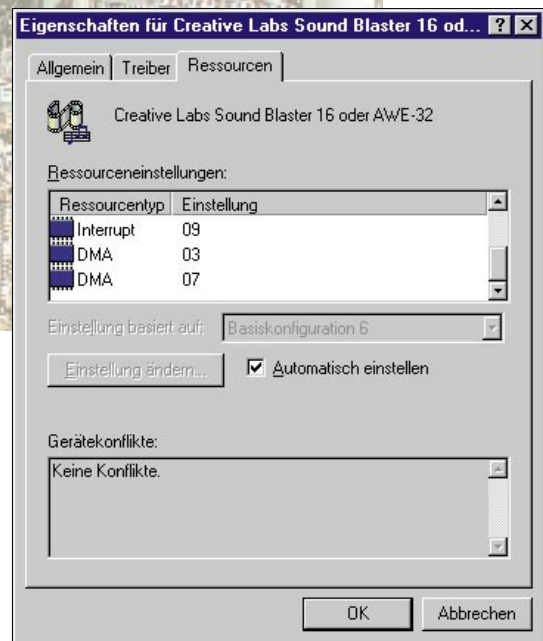 Eigenschaften für Creative Labs Sound Blaster 16 od...
Allgemein Treiber Ressourcen
Creative Labs Sound Blaster 16 oder AWE-32
Ressourceneinstellungen:
Ressourcentyp Einstellung
Interrupt 09
DMA 03
DMA 07
Einstellung basiert auf: Basiskonfiguration 6
Einstellung ändern... Automatisch einstellen
Gerätekonflikte:
Keine Konflikte.
OK Abbrechen